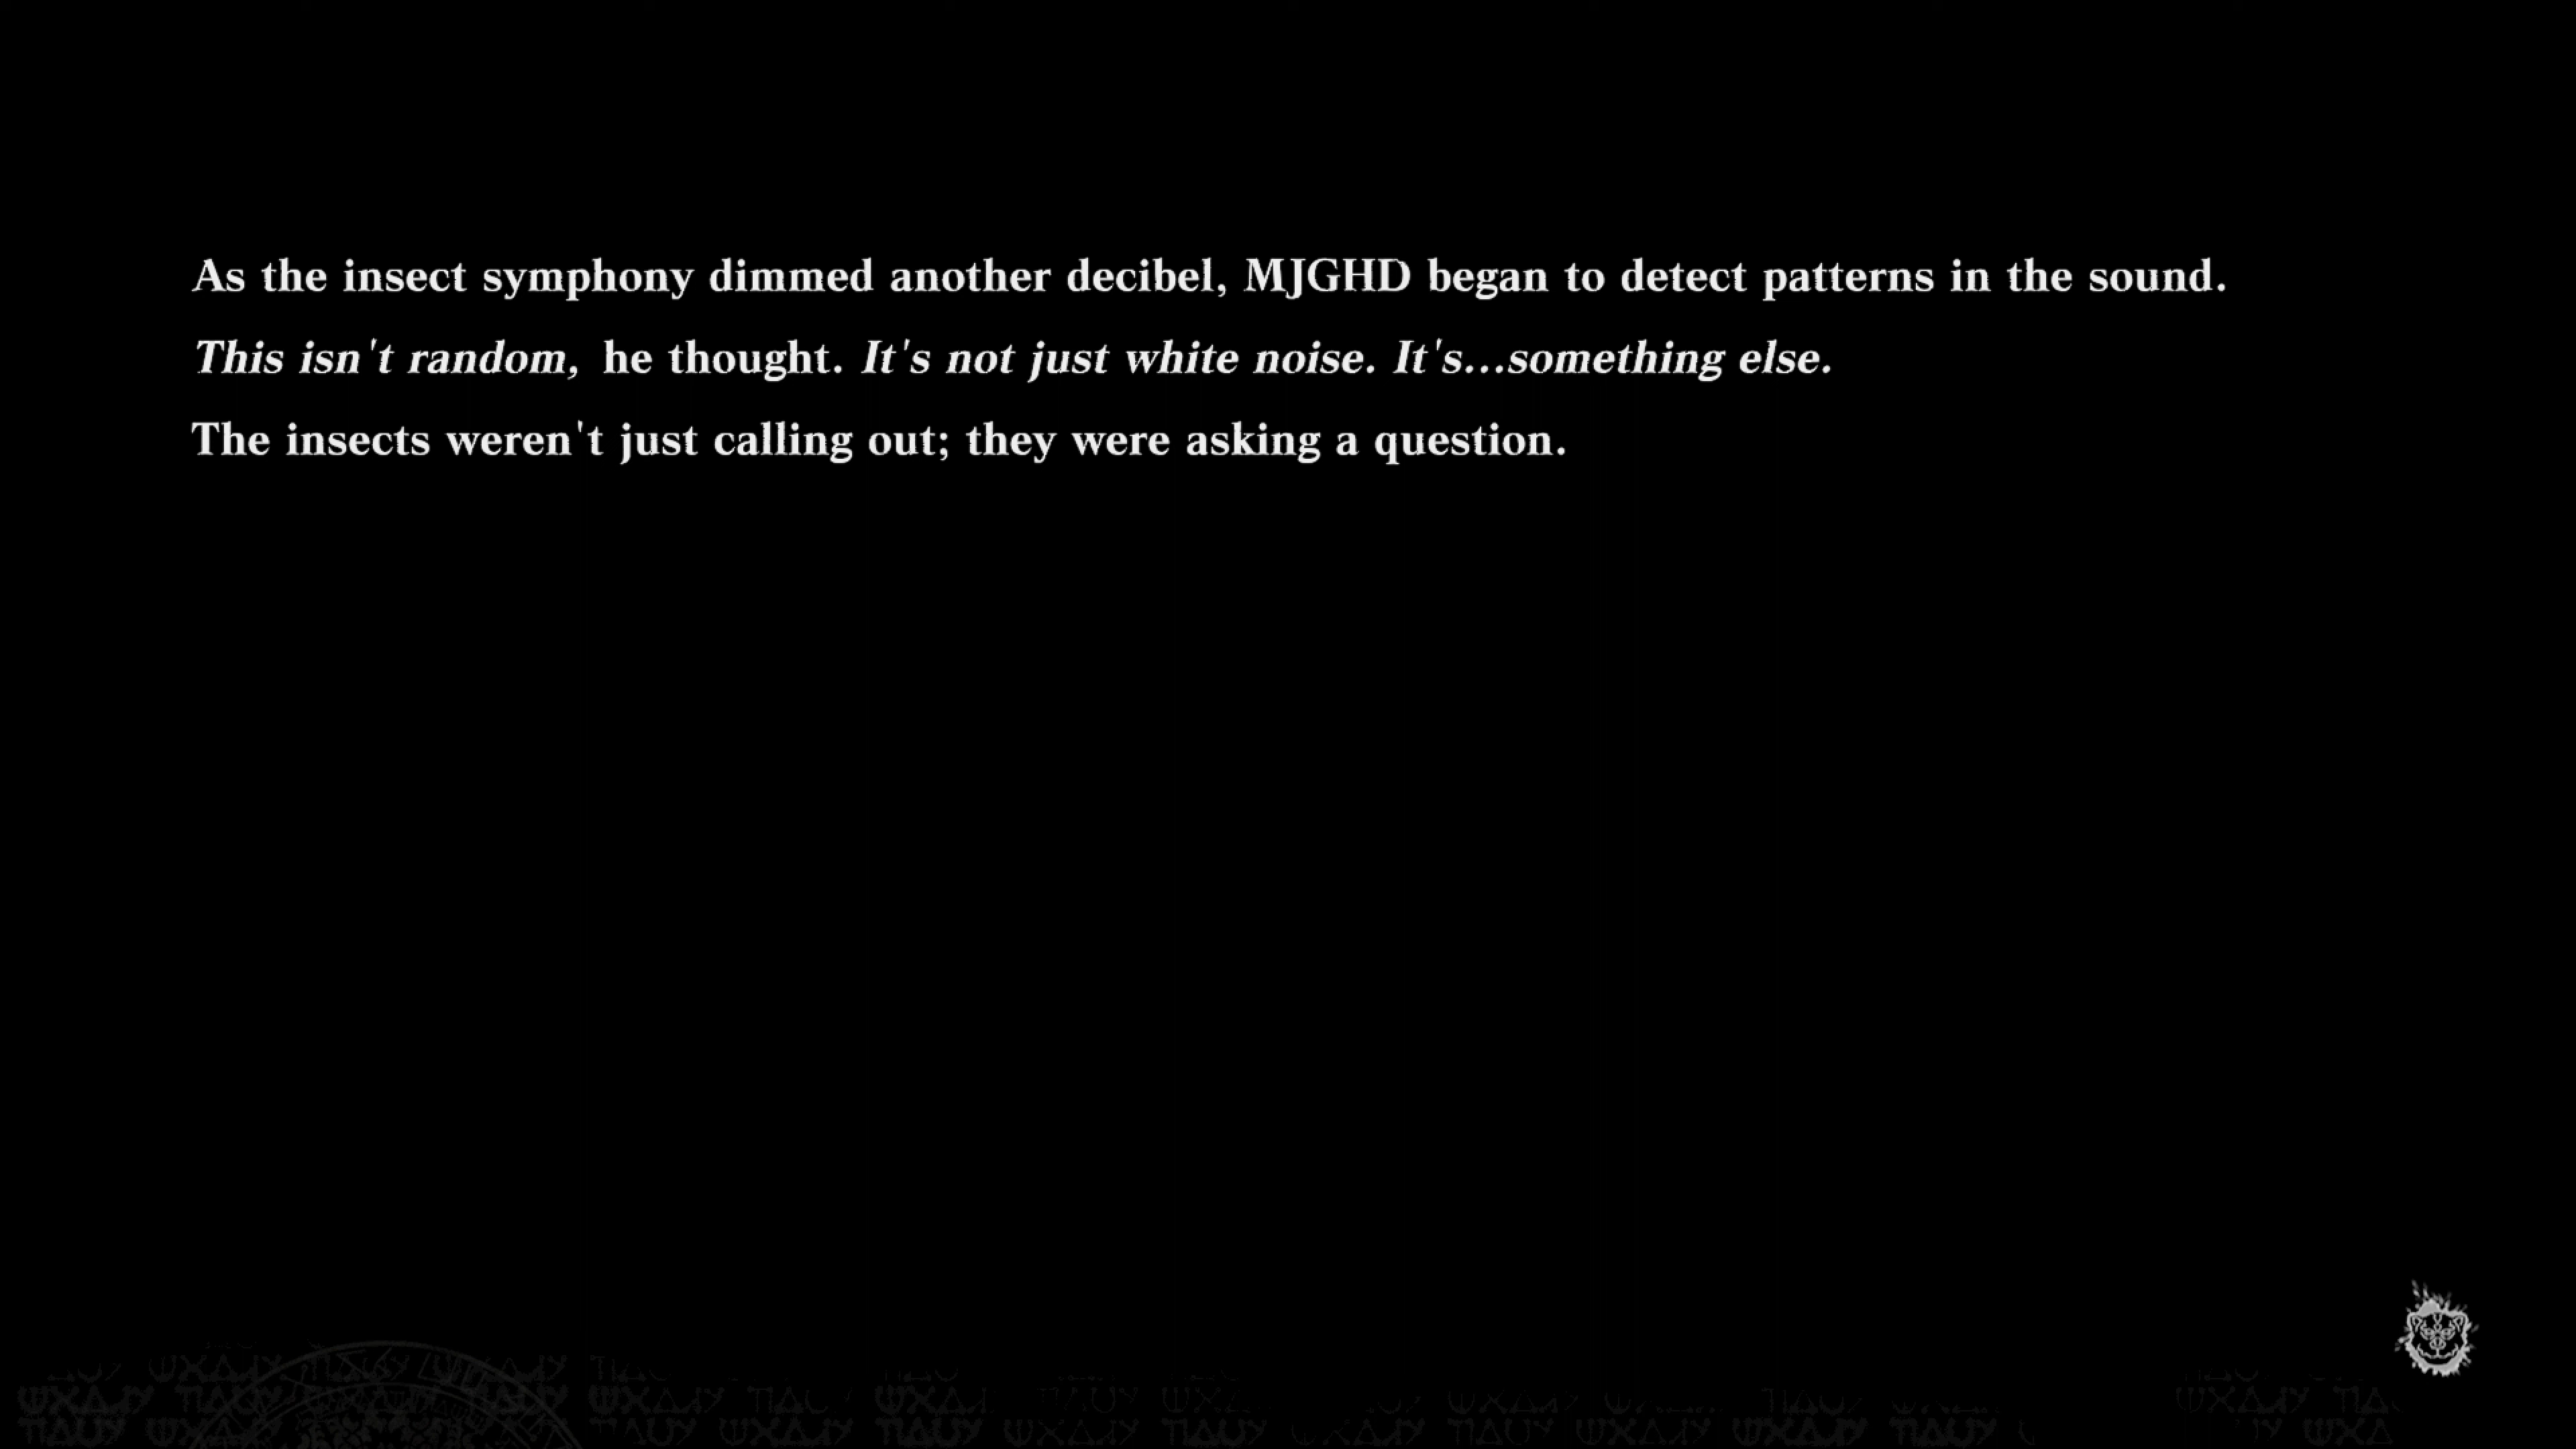 As the insect symphony dimmed another decibel, MJGHD began to detect patterns in the sound.
This isn't random, he thought. It's not just white noise. It's...something else.
The insects weren't just calling out; they were asking a question.